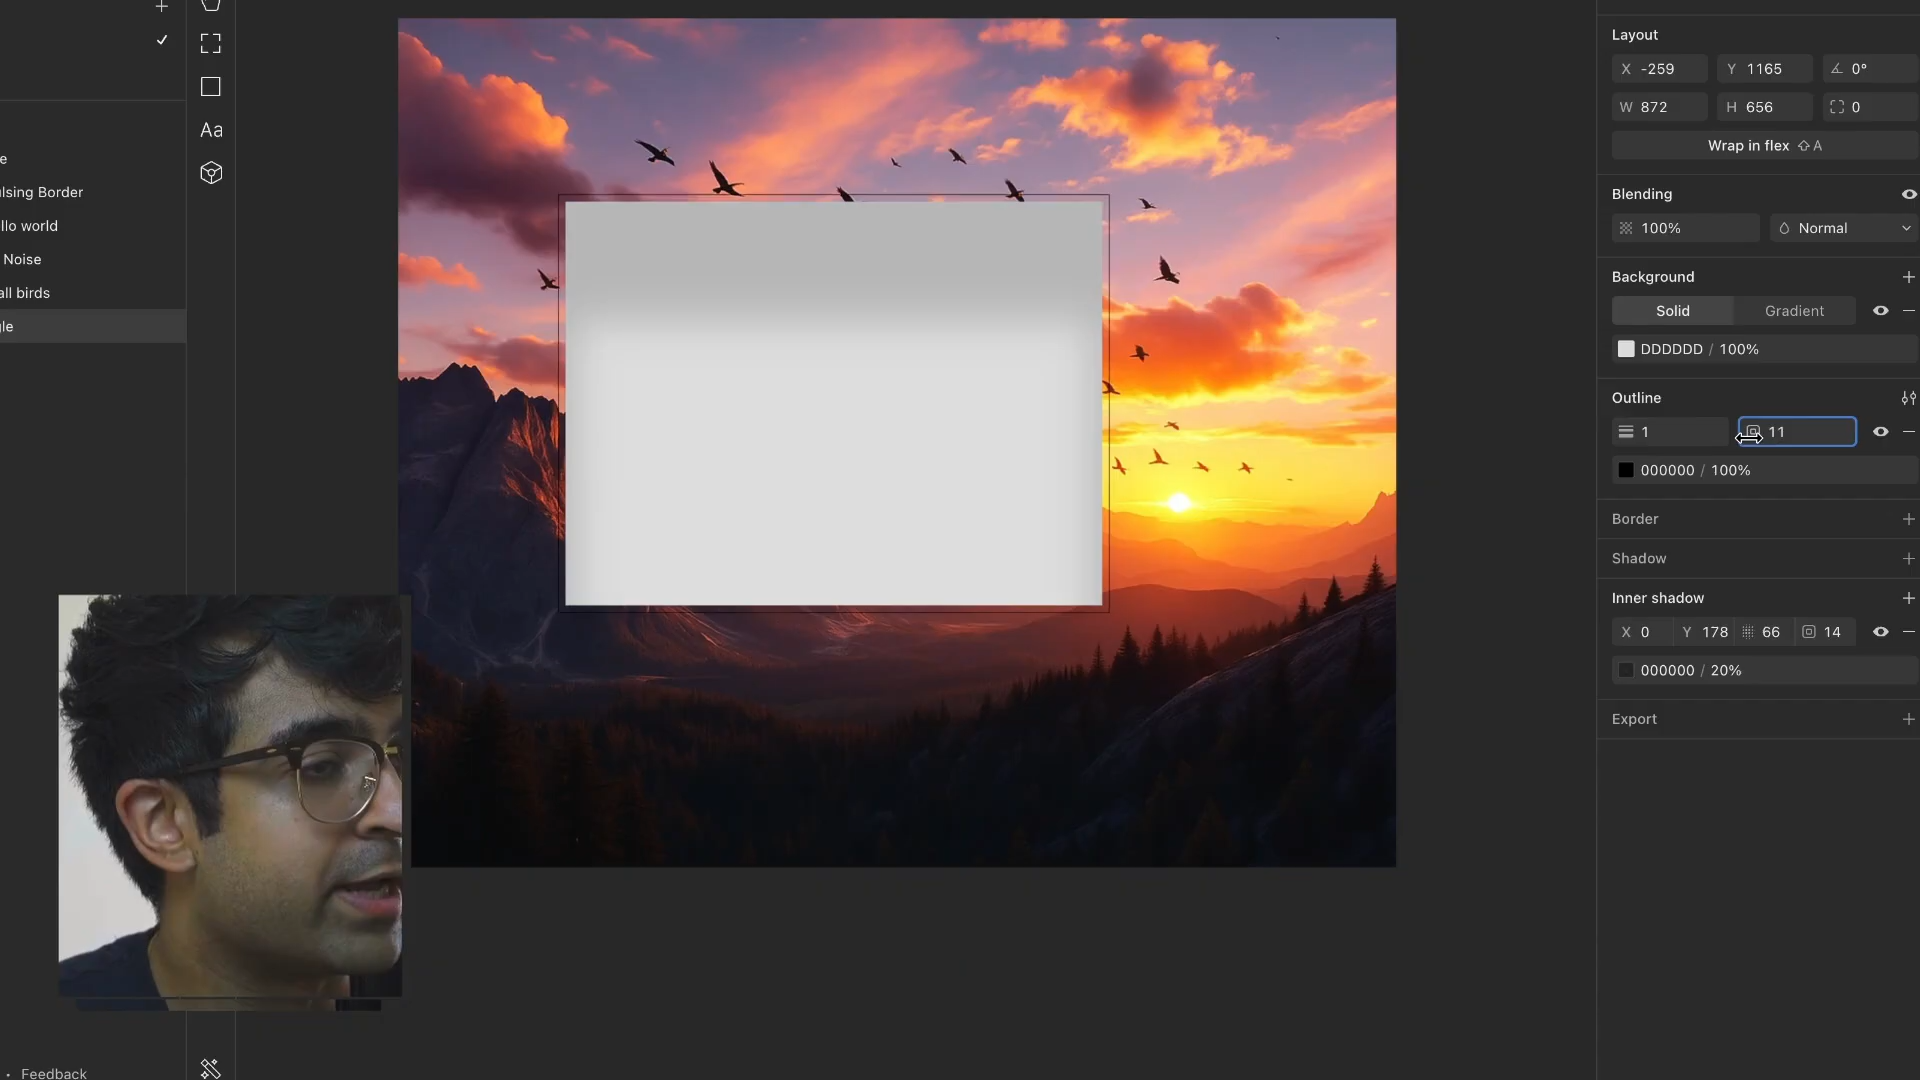 e
lsing Border
llo world
Noise
all birds
gle
Feedback
Aa
Layout
X -259
Y 1165
0°
W 872
H 656
0
Wrap in flex ⇧ A
Blending
100%
Normal
Background
Solid
Gradient
DDDDDD / 100%
Outline
1
11
000000 / 100%
Border
Shadow
Inner shadow
X 0
Y 178
66
14
000000 / 20%
Export